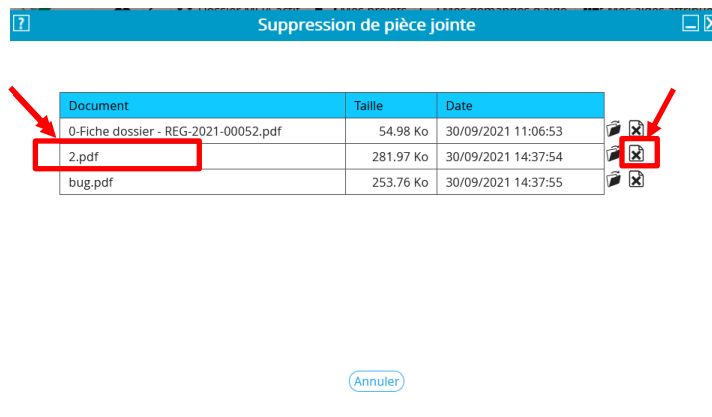 ?
Suppression de pièce jointe
Document Taille Date
0-Fiche dossier - REG-2021-00052.pdf 54.98 Ko 30/09/2021 11:06:53
2.pdf 281.97 Ko 30/09/2021 14:37:54
bug.pdf 253.76 Ko 30/09/2021 14:37:55
Annuler